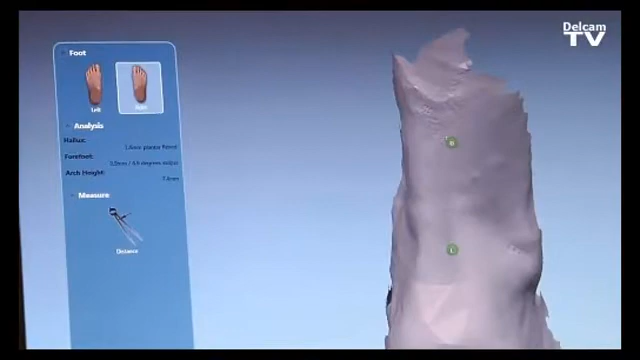 Delcam
TV
Foot
Left
Right
Analysis
Hallux:
Forefoot:
Arch Height:
Measure
Distance